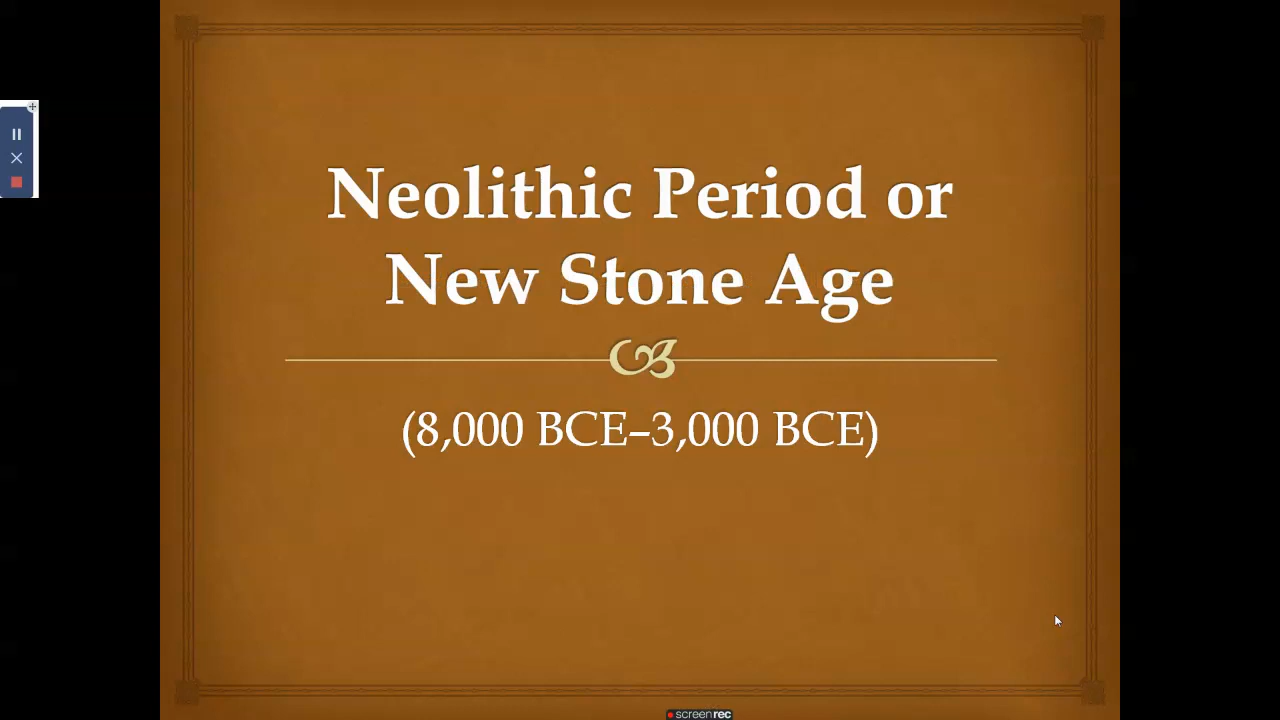 Neolithic Period or
New Stone Age
(8,000 BCE–3,000 BCE)
screenrec